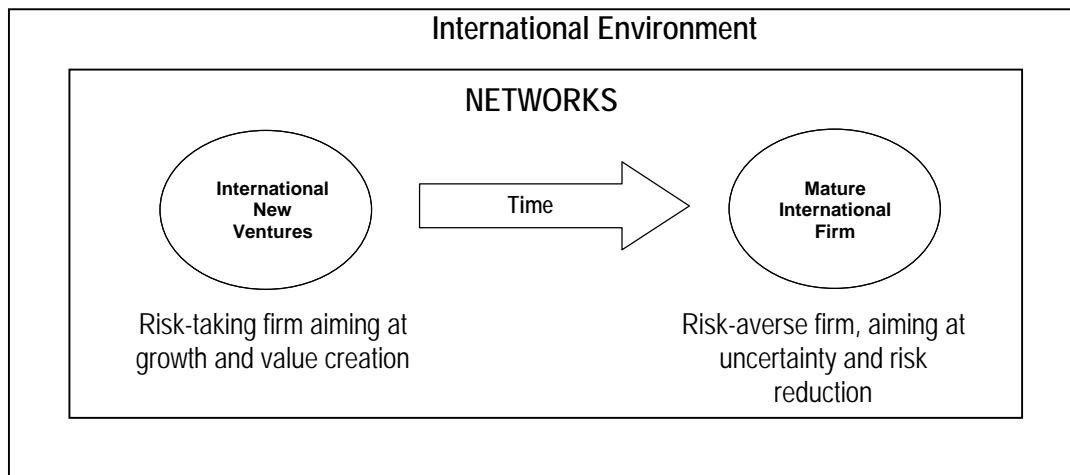 International Environment
NETWORKS
International
New
Ventures
Time
Mature
International
Firm
Risk-taking firm aiming at
growth and value creation
Risk-averse firm, aiming at
uncertainty and risk
reduction